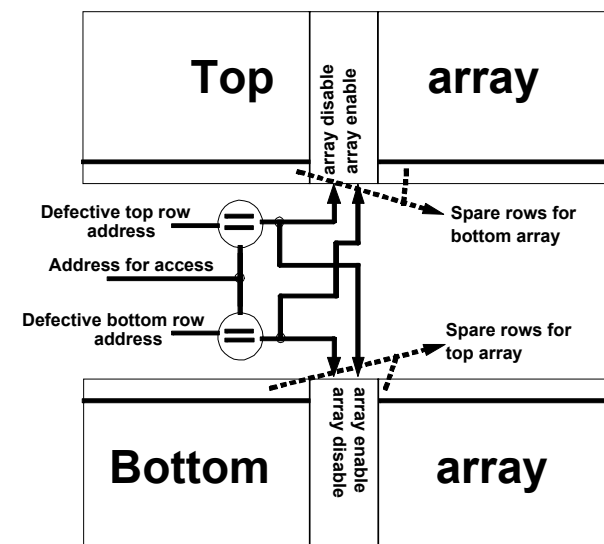 Top array
array disable
array enable
Defective top row
address
Spare rows for
bottom array
=
Address for access
Defective bottom row
address
=
Spare rows for
top array
array enable
array disable
Bottom array